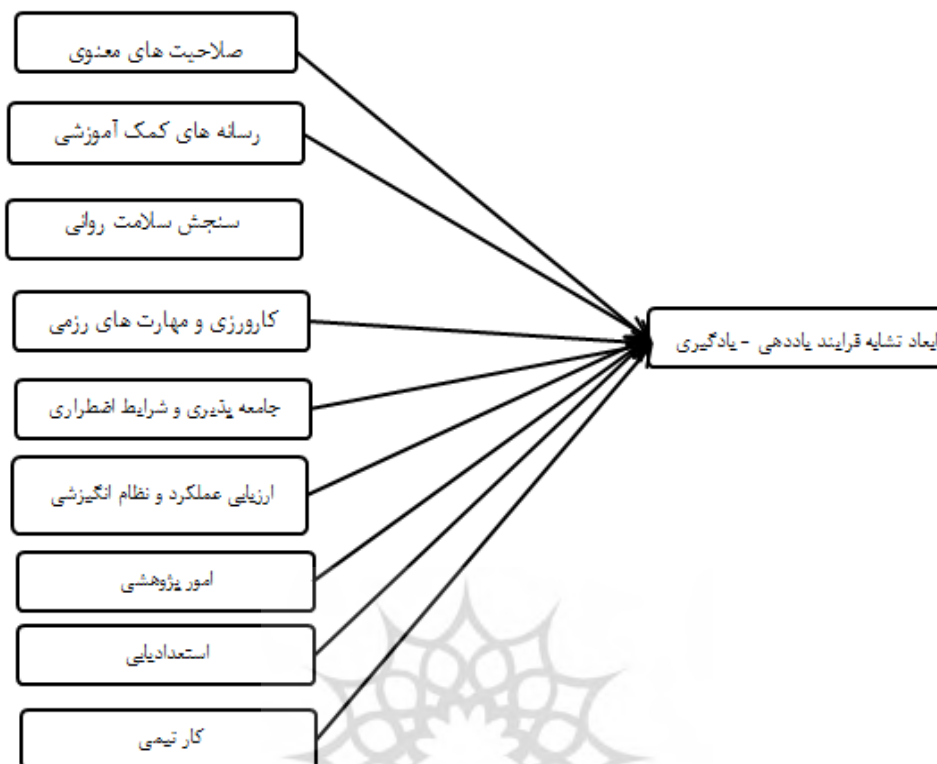 صلاحیت های معنوی
رسانه های کمک آموزشی
سنجش سلامت روانی
کارورزی و مهارت های رزمی
ابعاد تشابه فرایند یاددهی - یادگیری
جامعه پذیری و شرایط اضطراری
ارزیابی عملکرد و نظام انگیزشی
امور پژوهشی
استعدادیابی
کار تیمی